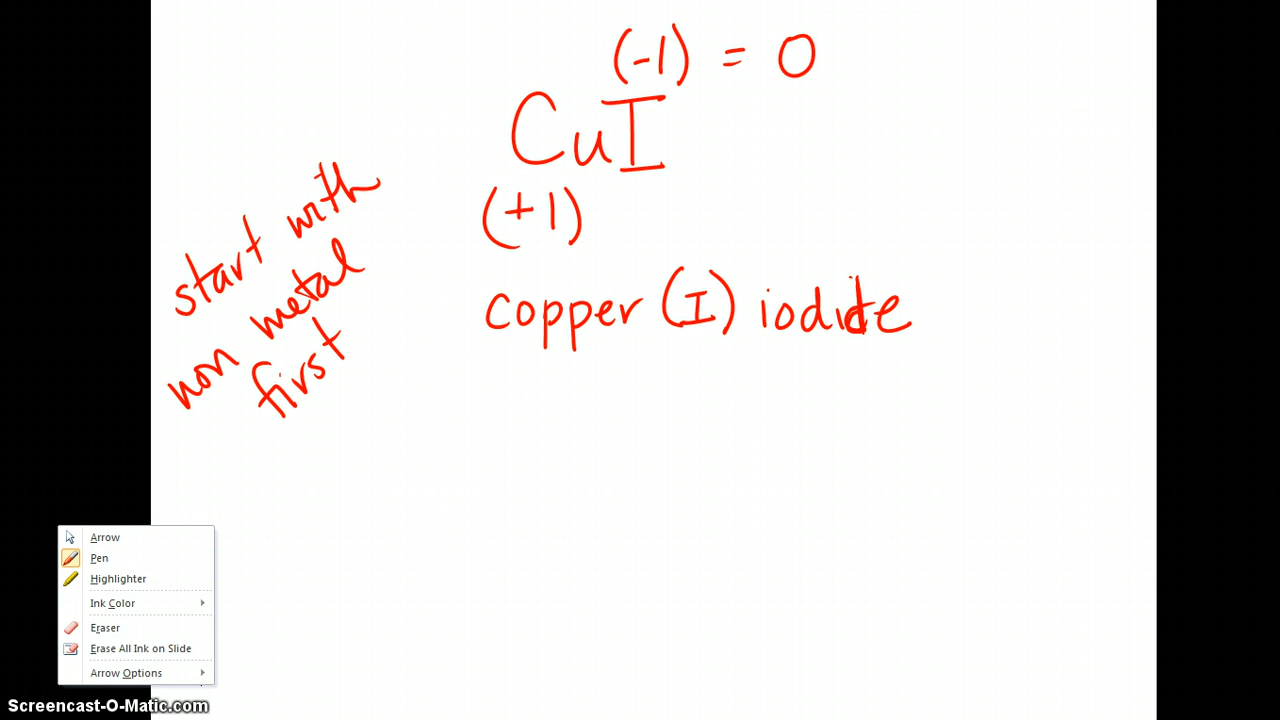 (-1) = 0
CuI
(+1)
start with
non metal
first
copper (I) iodide
Arrow
Pen
Highlighter
Ink Color
Eraser
Erase All Ink on Slide
Arrow Options
Screencast-O-Matic.com